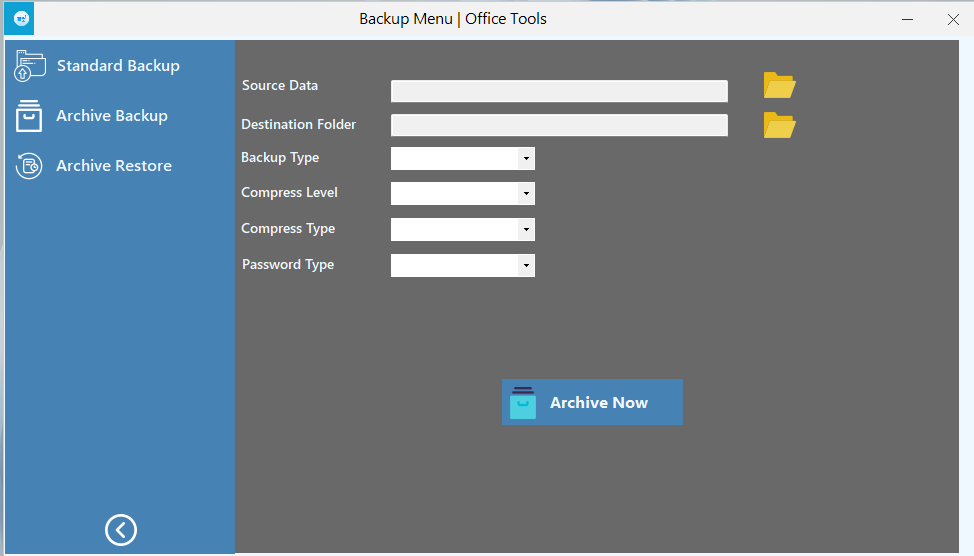 Backup Menu | Office Tools
Standard Backup
Archive Backup
Archive Restore
Source Data
Destination Folder
Backup Type
Compress Level
Compress Type
Password Type
Archive Now